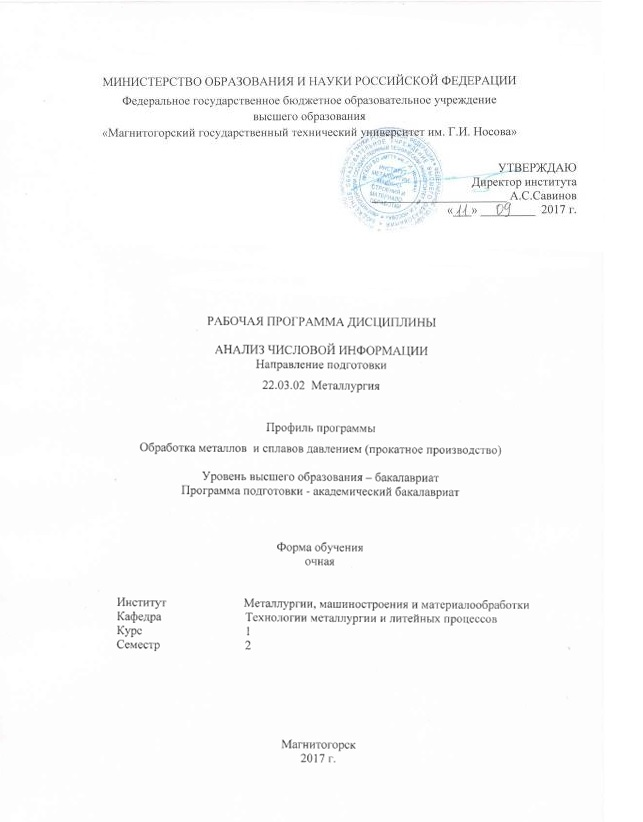 МИНИСТЕРСТВО ОБРАЗОВАНИЯ И НАУКИ РОССИЙСКОЙ ФЕДЕРАЦИИ
Федеральное государственное бюджетное образовательное учреждение
высшего образования
«Магнитогорский государственный технический университет им. Г.И. Носова»
УТВЕРЖДАЮ
Директор института
А.С.Савинов
«11» 09 2017 г.
РАБОЧАЯ ПРОГРАММА ДИСЦИПЛИНЫ
АНАЛИЗ ЧИСЛОВОЙ ИНФОРМАЦИИ
Направление подготовки
22.03.02 Металлургия
Профиль программы
Обработка металлов и сплавов давлением (прокатное производство)
Уровень высшего образования – бакалавриат
Программа подготовки - академический бакалавриат
Форма обучения
очная
Институт Металлургии, машиностроения и материалообработки
Кафедра Технологии металлургии и литейных процессов
Курс 1
Семестр 2
Магнитогорск
2017 г.